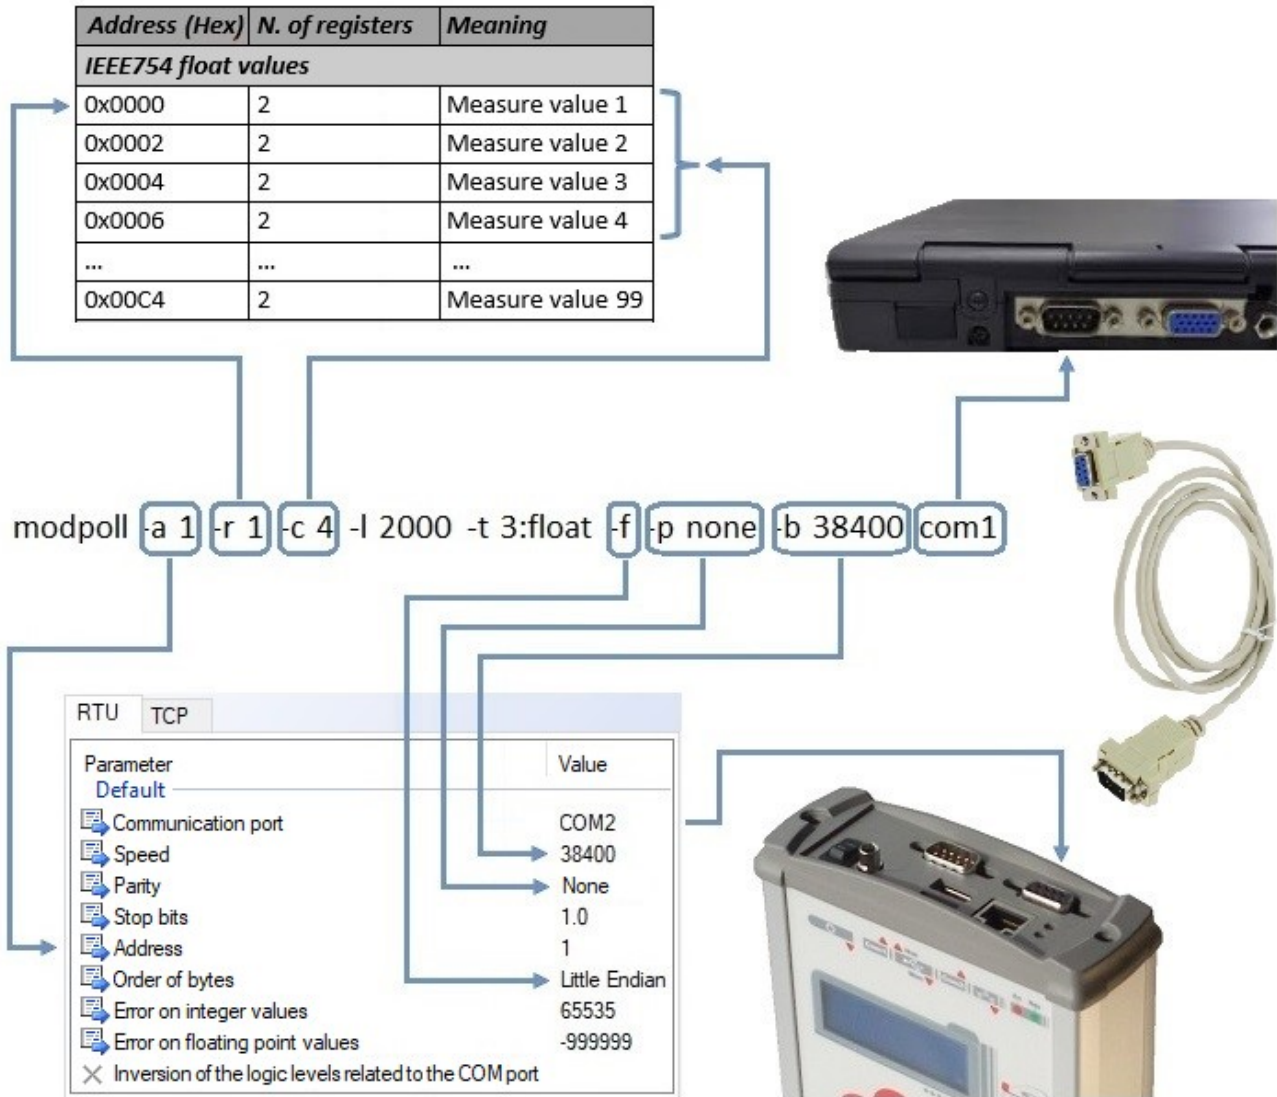 Address (Hex) N. of registers Meaning
IEEE754 float values
0x0000 2 Measure value 1
0x0002 2 Measure value 2
0x0004 2 Measure value 3
0x0006 2 Measure value 4
... ... ...
0x00C4 2 Measure value 99
modpoll -a 1 -r 1 -c 4 -l 2000 -t 3:float -f -p none -b 38400 com1
RTU TCP
Parameter Value
Default
Communication port COM2
Speed 38400
Parity None
Stop bits 1.0
Address 1
Order of bytes Little Endian
Error on integer values 65535
Error on floating point values -999999
Inversion of the logic levels related to the COM port